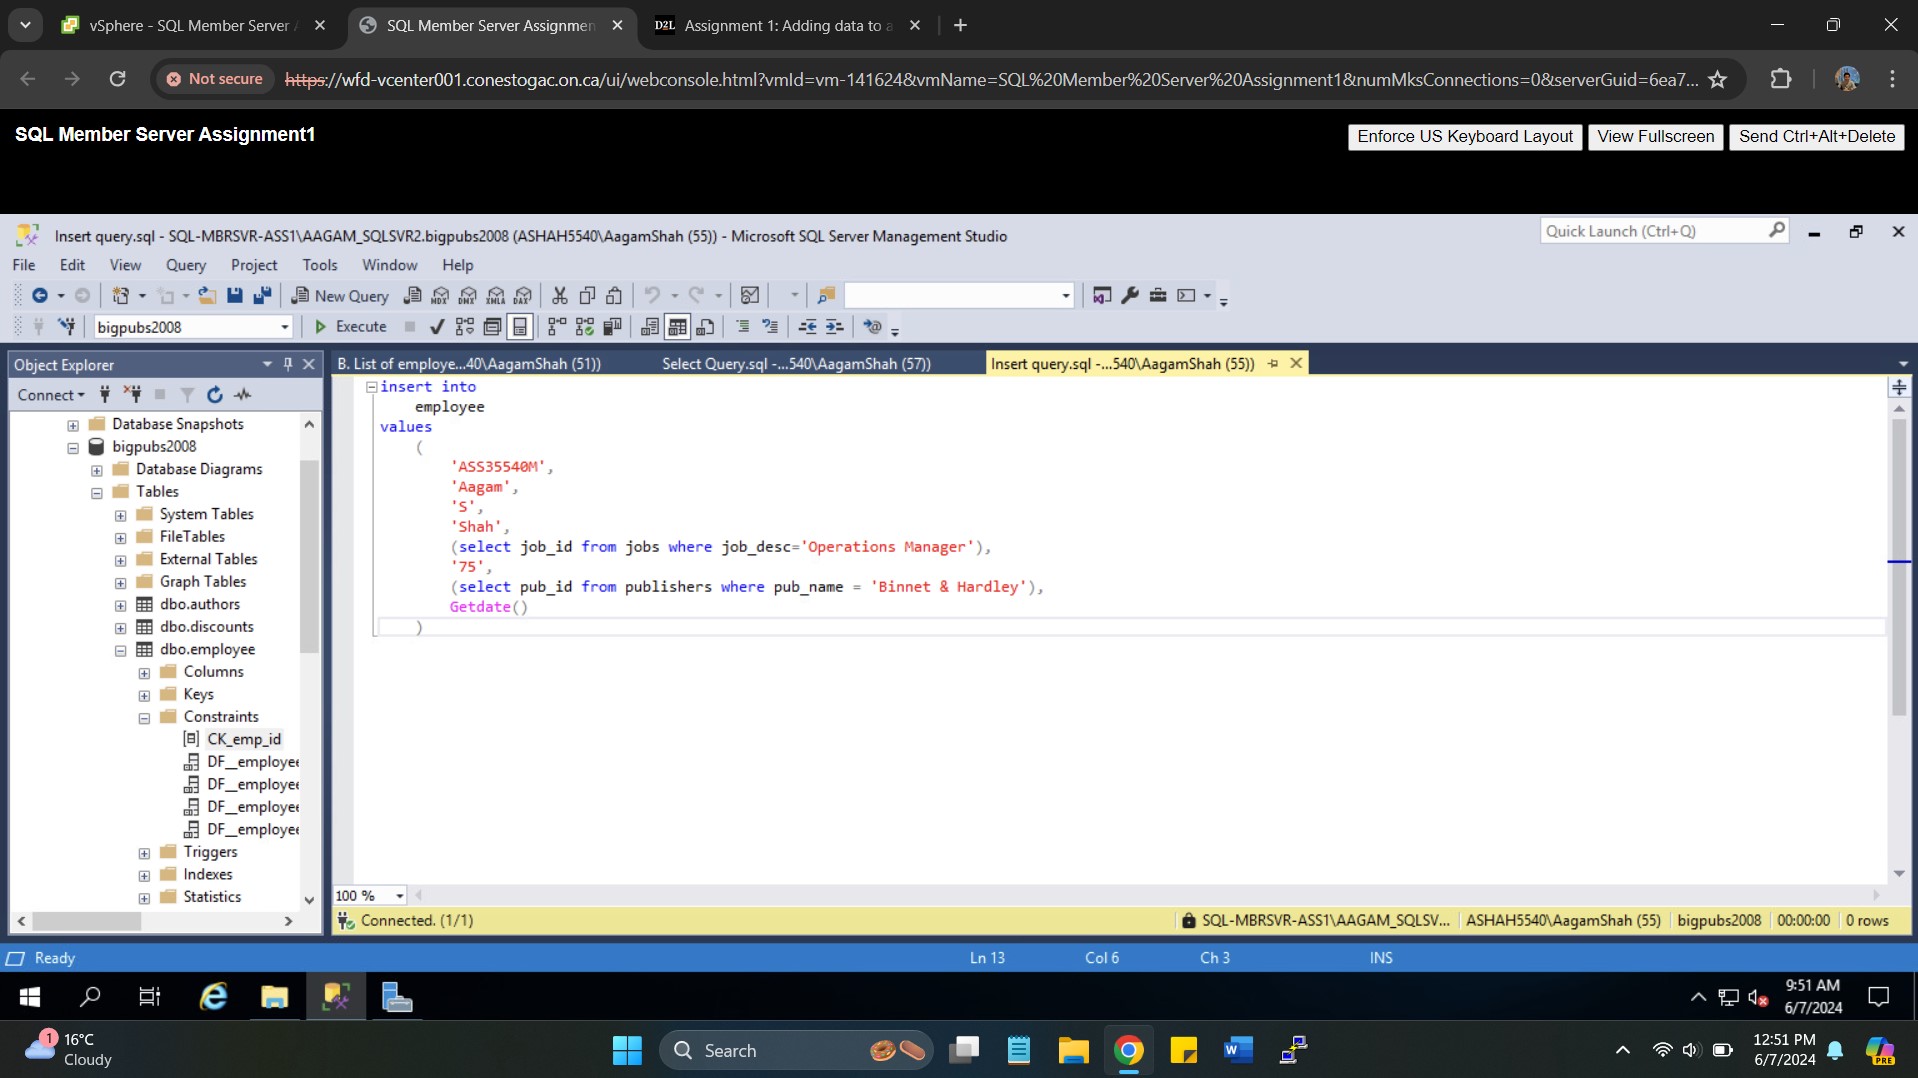 vSphere - SQL Member Server A
SQL Member Server Assignmen
D2L Assignment 1: Adding data to a
Not secure
https://wfd-vcenter001.conestogac.on.ca/ui/webconsole.html?vmId=vm-141624&vmName=SQL%20Member%20Server%20Assignment1&numMksConnections=0&serverGuid=6ea7...
SQL Member Server Assignment1
Enforce US Keyboard Layout
View Fullscreen
Send Ctrl+Alt+Delete
Insert query.sql - SQL-MBRSVR-ASS1\AAGAM_SQLSVR2.bigpubs2008 (ASHAH5540\AagamShah (55)) - Microsoft SQL Server Management Studio
Quick Launch (Ctrl+Q)
File Edit View Query Project Tools Window Help
New Query
MDX DMX XMLA DAX
bigpubs2008
Execute
Object Explorer
B. List of employe...40\AagamShah (51))
Select Query.sql -...540\AagamShah (57))
Insert query.sql -...540\AagamShah (55))
Connect
Database Snapshots
bigpubs2008
Database Diagrams
Tables
System Tables
FileTables
External Tables
Graph Tables
dbo.authors
dbo.discounts
dbo.employee
Columns
Keys
Constraints
CK_emp_id
DF__employee
DF__employee
DF__employee
DF__employee
Triggers
Indexes
Statistics
insert into
employee
values
(
'ASS35540M',
'Aagam',
'S',
'Shah',
(select job_id from jobs where job_desc='Operations Manager'),
'75',
(select pub_id from publishers where pub_name = 'Binnet & Hardley'),
Getdate()
)
100 %
Connected. (1/1)
SQL-MBRSVR-ASS1\AAGAM_SQLSV...
ASHAH5540\AagamShah (55)
bigpubs2008
00:00:00
0 rows
Ready
Ln 13
Col 6
Ch 3
INS
9:51 AM
6/7/2024
1
16°C
Cloudy
Search
W
12:51 PM
6/7/2024
PRE